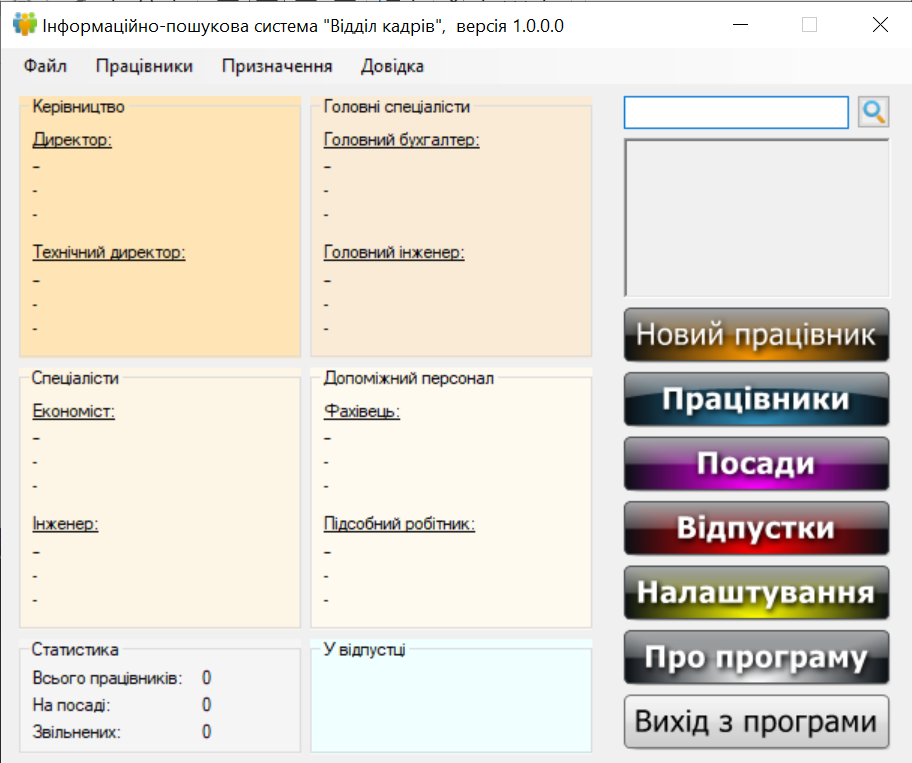 Інформаційно-пошукова система "Відділ кадрів", версія 1.0.0.0
Файл Працівники Призначення Довідка
Керівництво
Директор:
-
-
-
Технічний директор:
-
-
-
Головні спеціалісти
Головний бухгалтер:
-
-
-
Головний інженер:
-
-
-
Спеціалісти
Економіст:
-
-
-
Інженер:
-
-
-
Допоміжний персонал
Фахівець:
-
-
-
Підсобний робітник:
-
-
-
Статистика
Всього працівників: 0
На посаді: 0
Звільнених: 0
У відпустці
Новий працівник
Працівники
Посади
Відпустки
Налаштування
Про програму
Вихід з програми